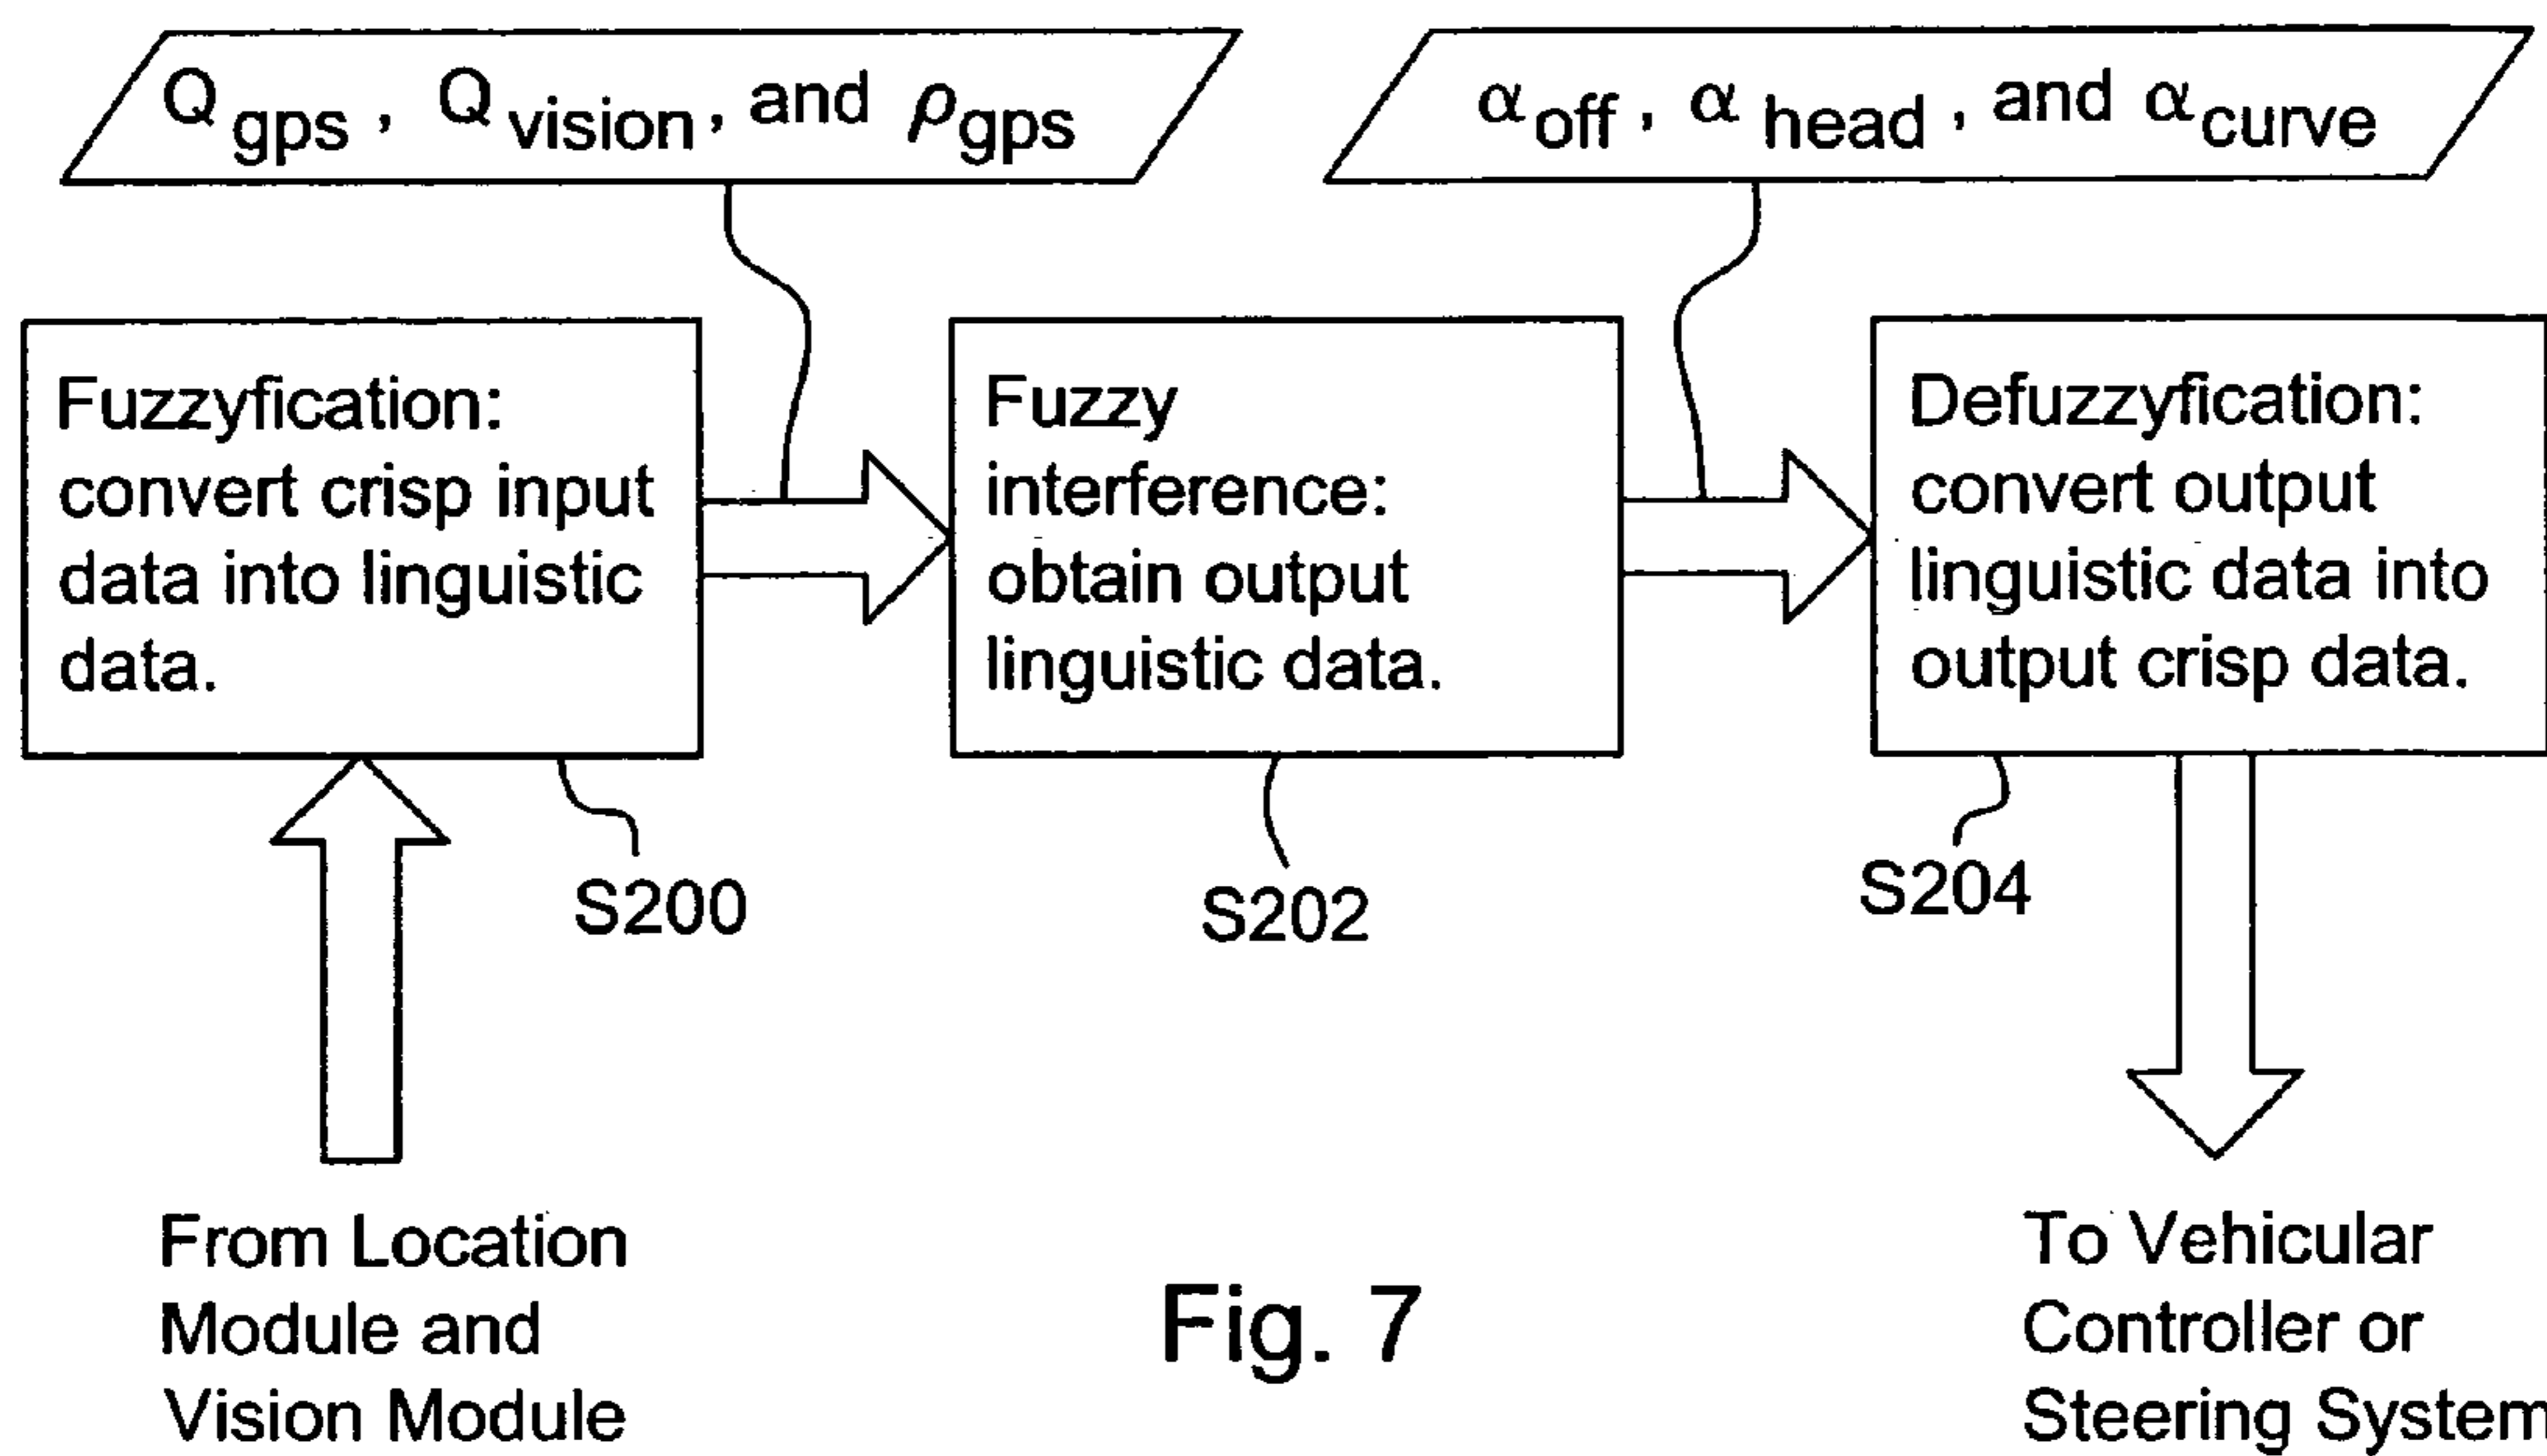 Q gps , Q vision, and ρgps
αoff , α head , and αcurve
Fuzzyfication:
convert crisp input
data into linguistic
data.
Fuzzy
interference:
obtain output
linguistic data.
Defuzzyfication:
convert output
linguistic data into
output crisp data.
S200
S202
S204
From Location
Module and
Vision Module
Fig. 7
To Vehicular
Controller or
Steering System